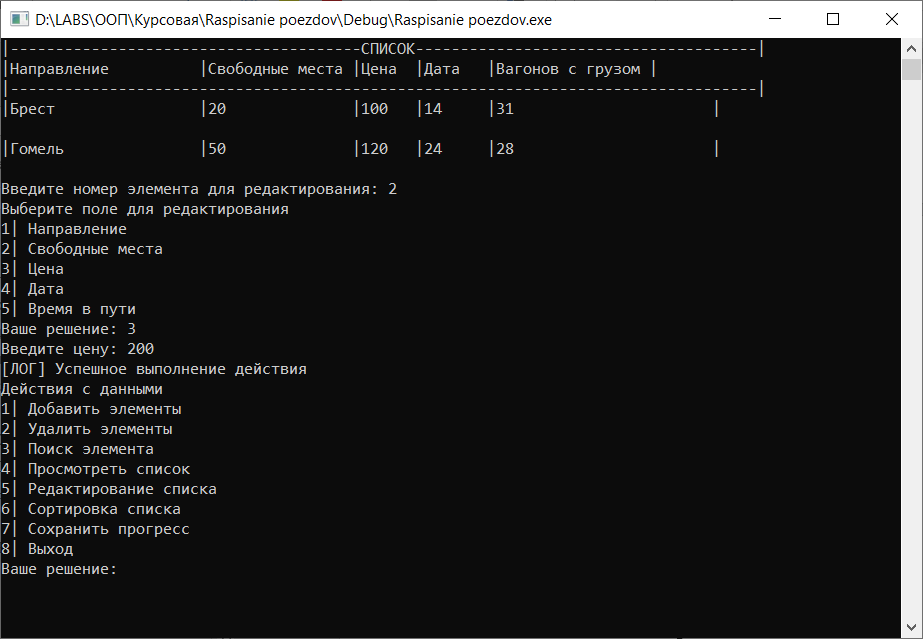 D:\LABS\ООП\Курсовая\Raspisanie poezdov\Debug\Raspisanie poezdov.exe
|---------------------------------------СПИСОК--------------------------------------|
|Направление          |Свободные места |Цена  |Дата   |Вагонов с грузом |
|-----------------------------------------------------------------------------------|
|Брест                |20              |100   |14     |31                      |
|Гомель               |50              |120   |24     |28                      |
Введите номер элемента для редактирования: 2
Выберите поле для редактирования
1| Направление
2| Свободные места
3| Цена
4| Дата
5| Время в пути
Ваше решение: 3
Введите цену: 200
[ЛОГ] Успешное выполнение действия
Действия с данными
1| Добавить элементы
2| Удалить элементы
3| Поиск элемента
4| Просмотреть список
5| Редактирование списка
6| Сортировка списка
7| Сохранить прогресс
8| Выход
Ваше решение: